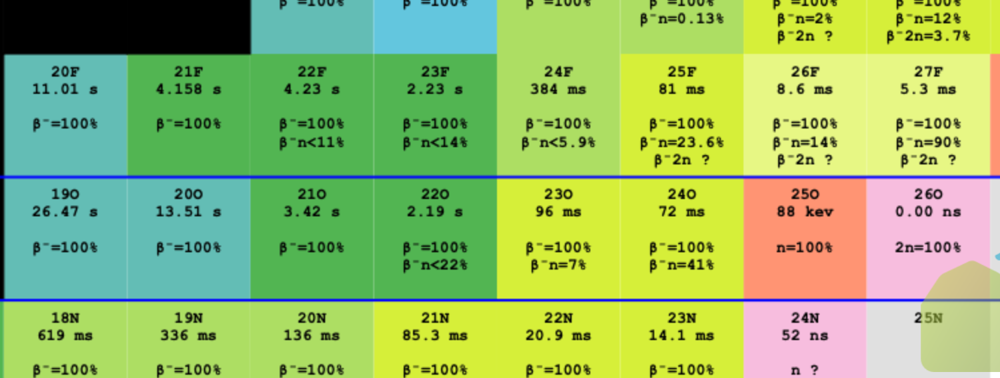 β⁻=100% β⁻=100% β⁻=100% β⁻=100% β⁻=100% β⁻=100%
β⁻n=0.13% β⁻n=2% β⁻n=12%
β⁻2n ? β⁻2n=3.7%
20F 21F 22F 23F 24F 25F 26F 27F
11.01 s 4.158 s 4.23 s 2.23 s 384 ms 81 ms 8.6 ms 5.3 ms
β⁻=100% β⁻=100% β⁻=100% β⁻=100% β⁻=100% β⁻=100% β⁻=100% β⁻=100%
β⁻n<11% β⁻n<14% β⁻n<5.9% β⁻n=23.6% β⁻n=14% β⁻n=90%
β⁻2n ? β⁻2n ? β⁻2n ?
19O 20O 21O 22O 23O 24O 25O 26O
26.47 s 13.51 s 3.42 s 2.19 s 96 ms 72 ms 88 kev 0.00 ns
β⁻=100% β⁻=100% β⁻=100% β⁻=100% β⁻=100% β⁻=100% n=100% 2n=100%
β⁻n<22% β⁻n=7% β⁻n=41%
18N 19N 20N 21N 22N 23N 24N 25N
619 ms 336 ms 136 ms 85.3 ms 20.9 ms 14.1 ms 52 ns
β⁻=100% β⁻=100% β⁻=100% β⁻=100% β⁻=100% β⁻=100% n ?